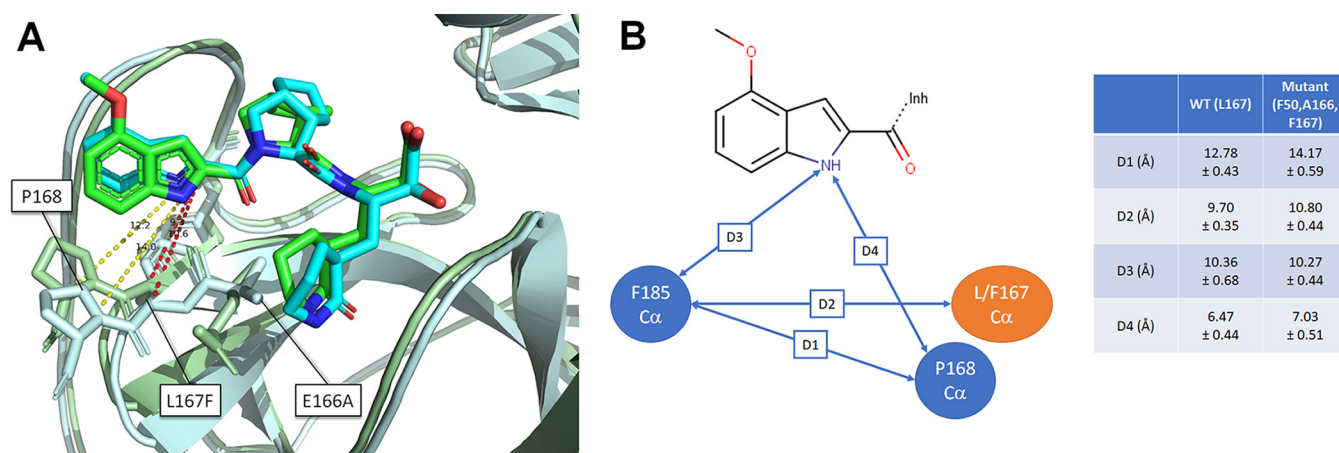 A
P168
12.2
14.0
L167F
E166A
B
O
Inh
O
NH
D3
D4
F185
Cα
D2
L/F167
Cα
D1
P168
Cα
WT (L167)
Mutant
(F50,A166,
F167)
D1 (Å)
12.78
± 0.43
14.17
± 0.59
D2 (Å)
9.70
± 0.35
10.80
± 0.44
D3 (Å)
10.36
± 0.68
10.27
± 0.44
D4 (Å)
6.47
± 0.44
7.03
± 0.51